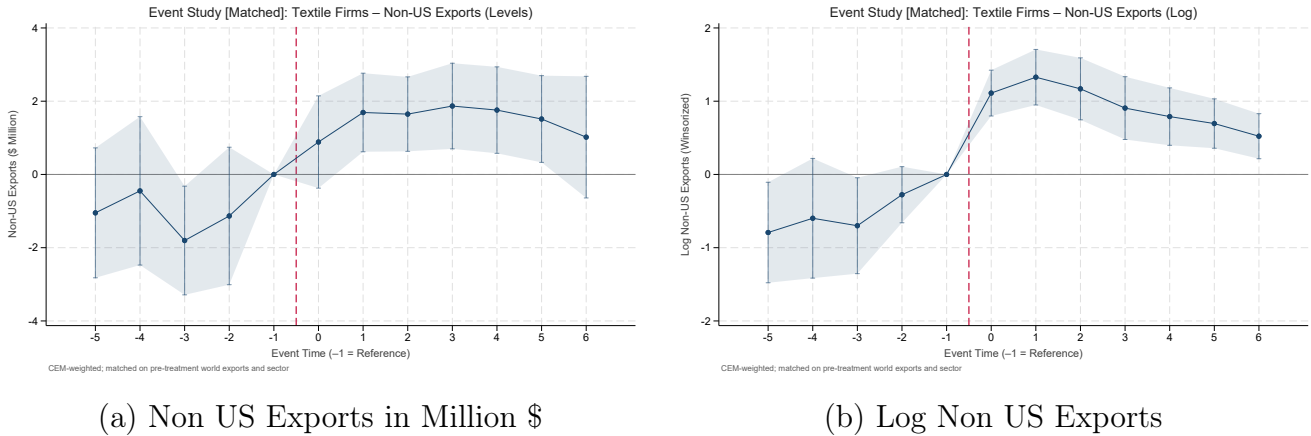 Event Study [Matched]: Textile Firms – Non-US Exports (Levels)
4
2
0
-2
-4
Non-US Exports ($ Million)
-5 -4 -3 -2 -1 0 1 2 3 4 5 6
Event Time (–1 = Reference)
CEM-weighted; matched on pre-treatment world exports and sector
(a) Non US Exports in Million $
Event Study [Matched]: Textile Firms – Non-US Exports (Log)
2
1
0
-1
-2
Log Non-US Exports (Winsorized)
-5 -4 -3 -2 -1 0 1 2 3 4 5 6
Event Time (–1 = Reference)
CEM-weighted; matched on pre-treatment world exports and sector
(b) Log Non US Exports